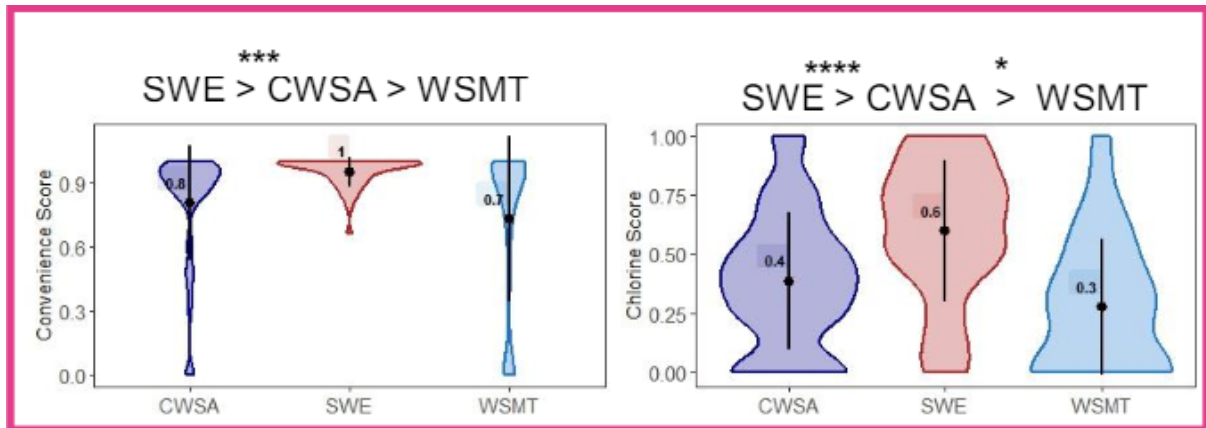 ***
SWE > CWSA > WSMT
Convenience Score
0.9
0.6
0.3
0.0
0.8
1
0.7
CWSA SWE WSMT
**** *
SWE > CWSA > WSMT
Chlorine Score
1.00
0.75
0.50
0.25
0.00
0.4
0.6
0.3
CWSA SWE WSMT